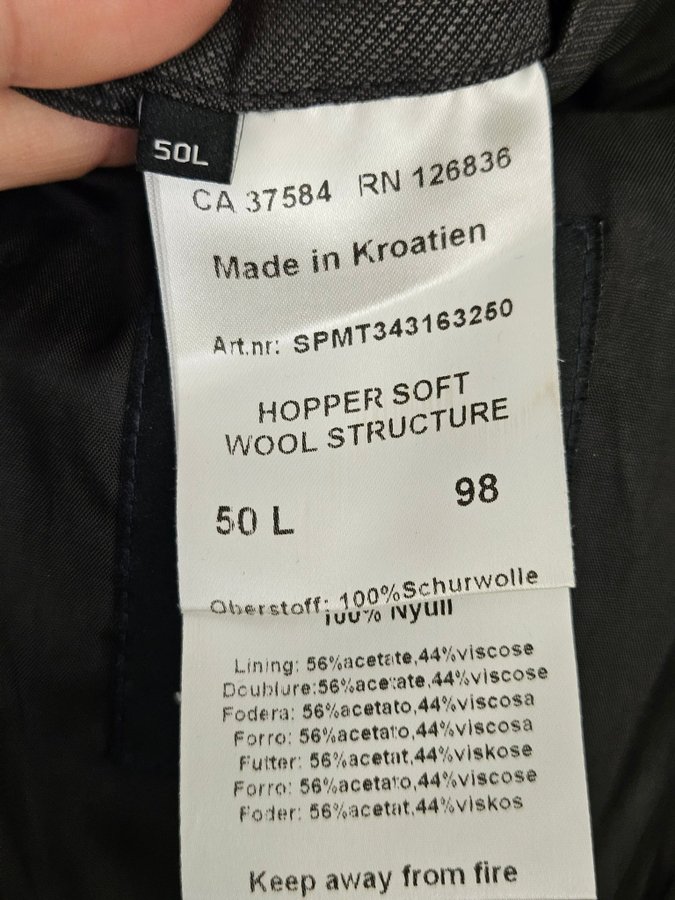 50L
CA 37584 RN 126836
Made in Kroatien
Art.nr: SPMT343163250
HOPPER SOFT
WOOL STRUCTURE
50 L 98
Oberstoff: 100%Schurwolle
100%
Lining: 56%acetate,44%viscose
Doublure:56%acetate,44%viscose
Fodera: 56%acetato,44%viscosa
Forro: 56%acetato,44%viscosa
Futter: 56%acetat,44%viskose
Forro: 56%acetato,44%viscose
Foder: 56%acetat,44%viskos
Keep away from fire